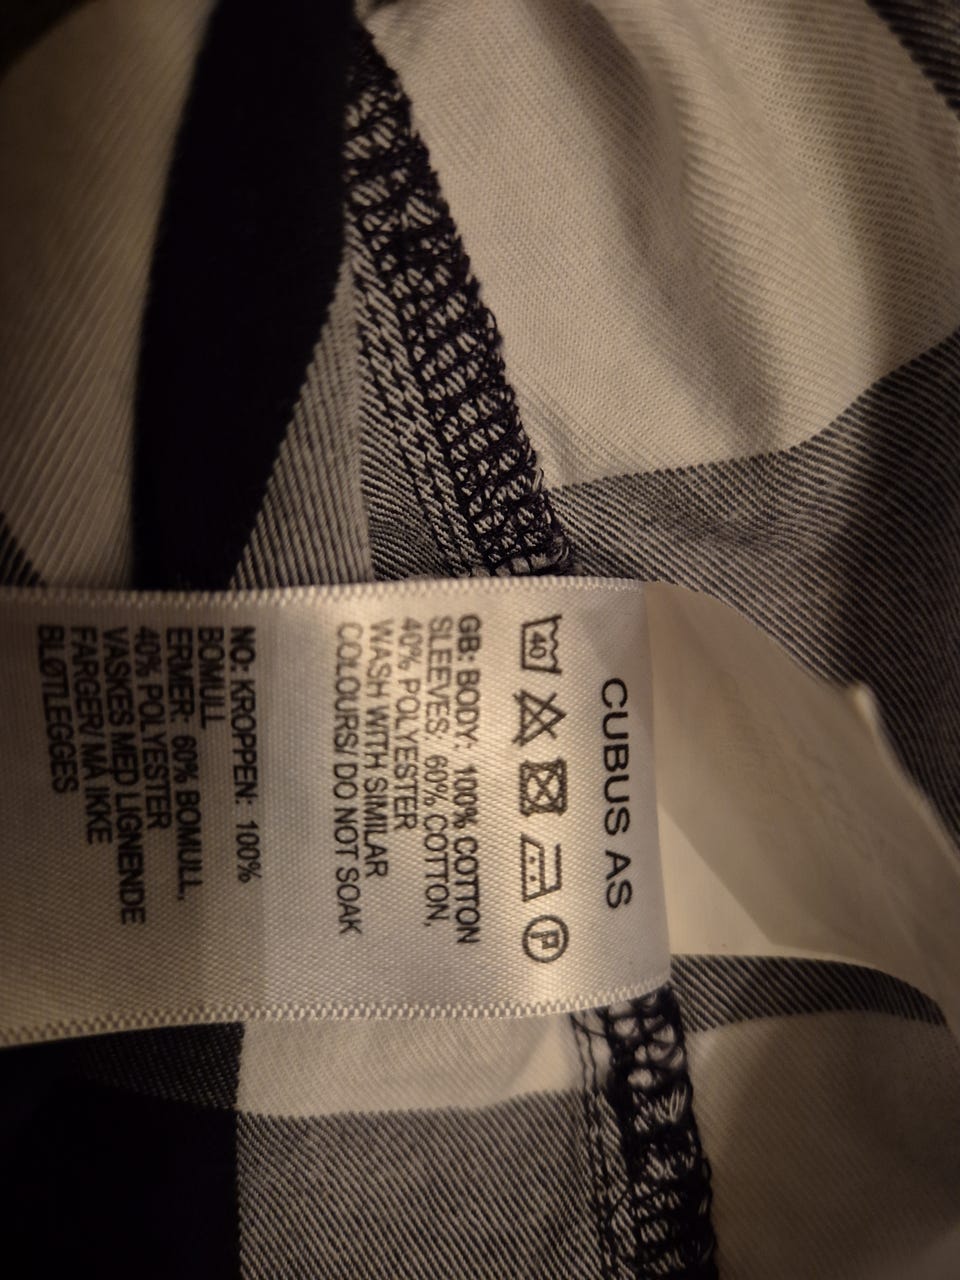 CUBUS AS
40
P
GB: BODY: 100% COTTON
SLEEVES: 60% COTTON,
40% POLYESTER
WASH WITH SIMILAR
COLOURS/ DO NOT SOAK
NO: KROPPEN: 100%
BOMULL
ERMER: 60% BOMULL,
40% POLYESTER
VASKES MED LIGNENDE
FARGER/ MÅ IKKE
BLØTLEGGES